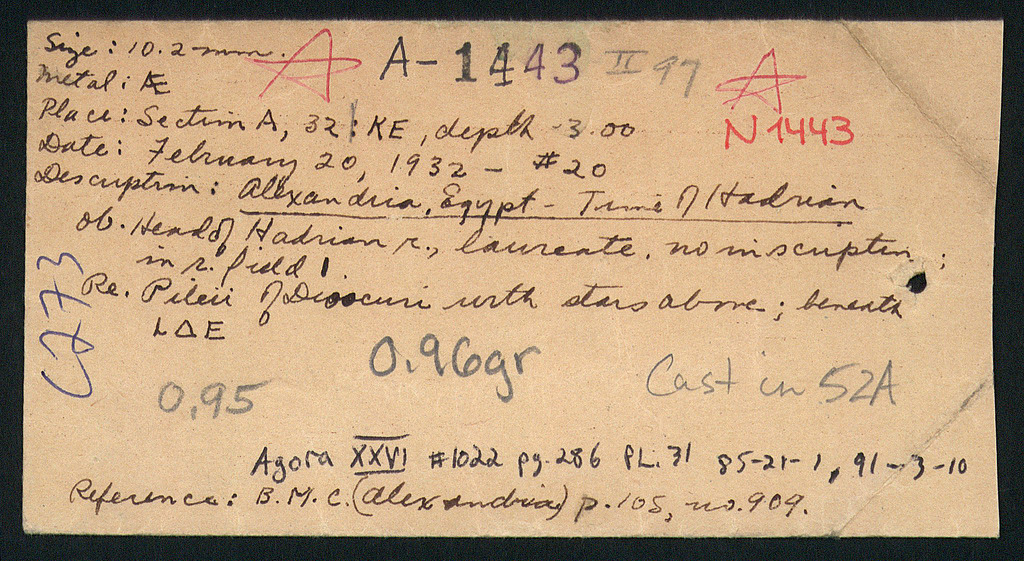 Size: 10.2 mm.
A A-1443 II 97 A
Metal: Æ
N 1443
Place: Section A, 32 : KE, depth -3.00
Date: February 20, 1932 - #20
Description: Alexandria, Egypt - Time of Hadrian
Ob. Head of Hadrian r., laureate. no inscription;
in r. field 1.
Re. Pileii of Dioscuri with stars above; beneath
L Δ E
0.96gr
0,95
Cast in 52A
Agora XXVI #1022 pg. 286 PL. 31 85-21-1, 91-3-10
Reference: B.M.C. (Alexandria) p. 105, no. 909.